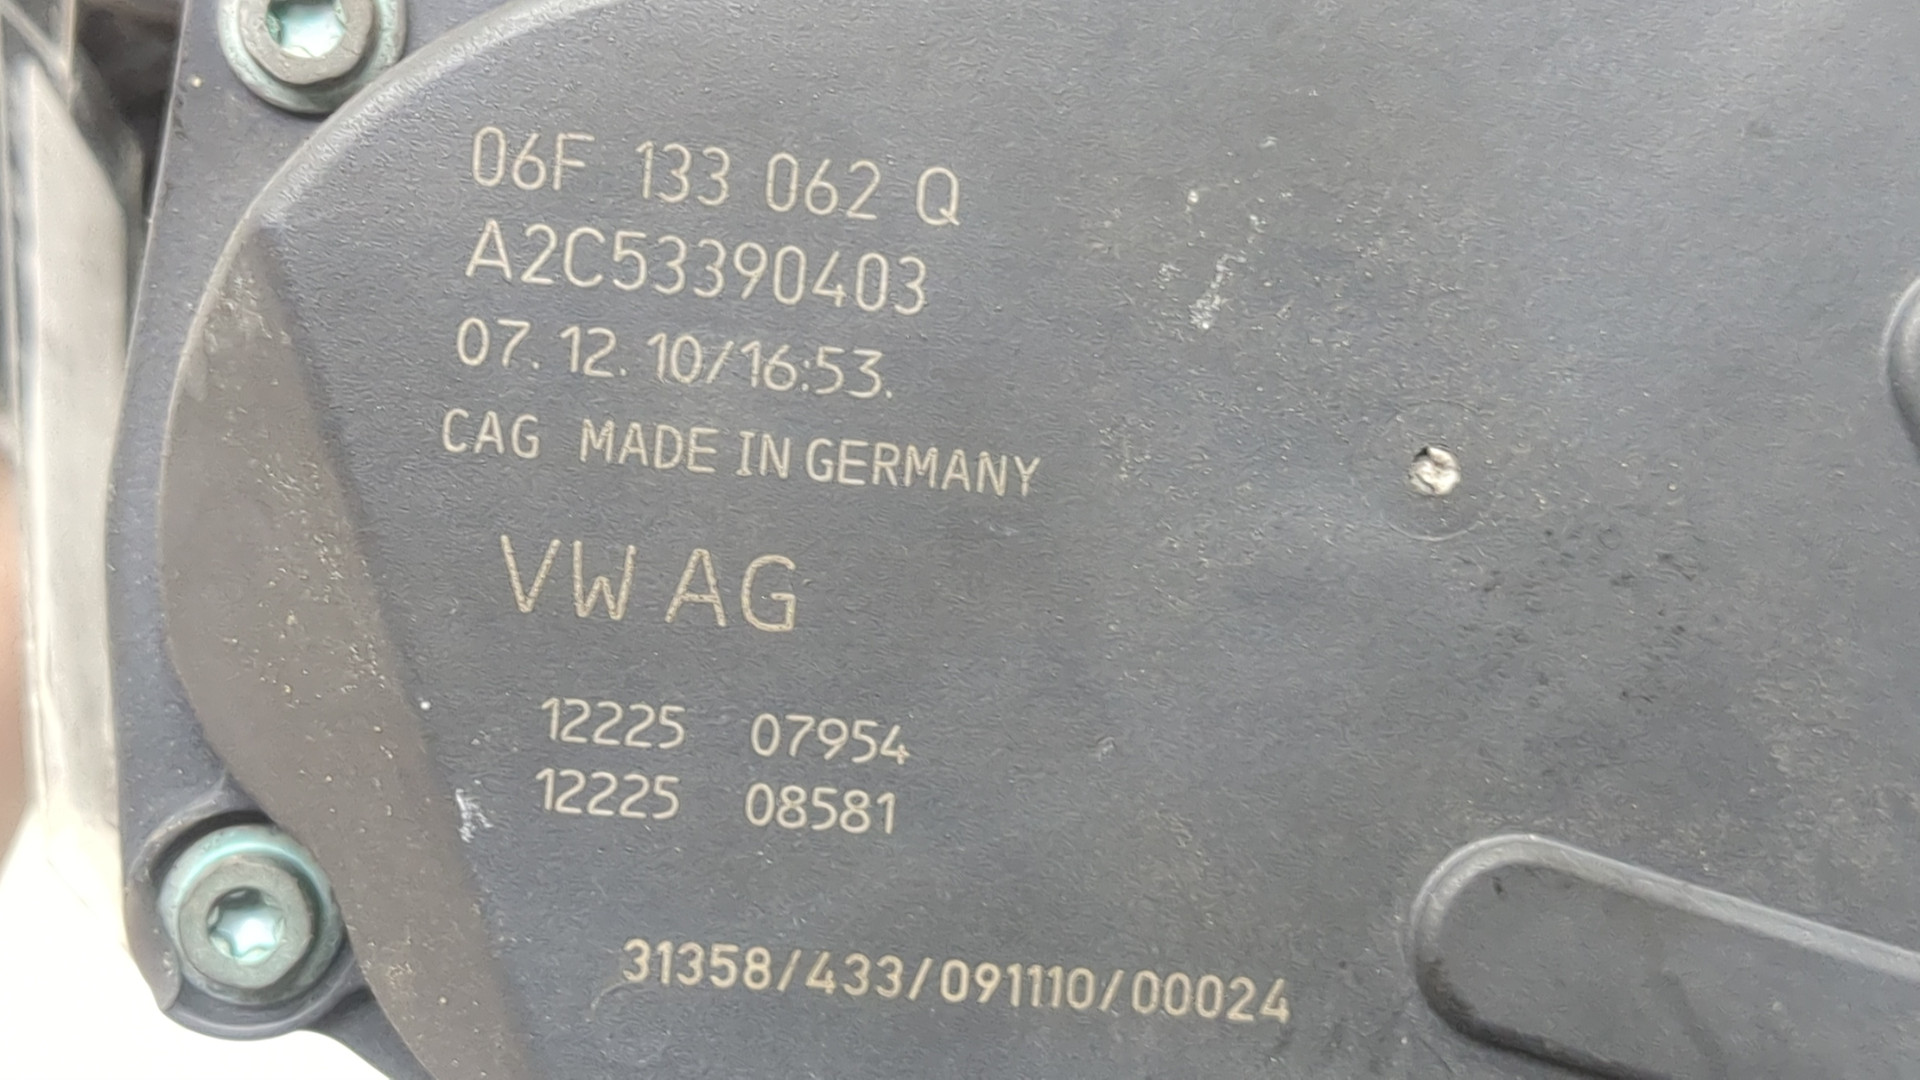 06F 133 062 Q
A2C53390403
07.12.10/16:53.
CAG MADE IN GERMANY
VW AG
12225 07954
12225 08581
31358/433/091110/00024